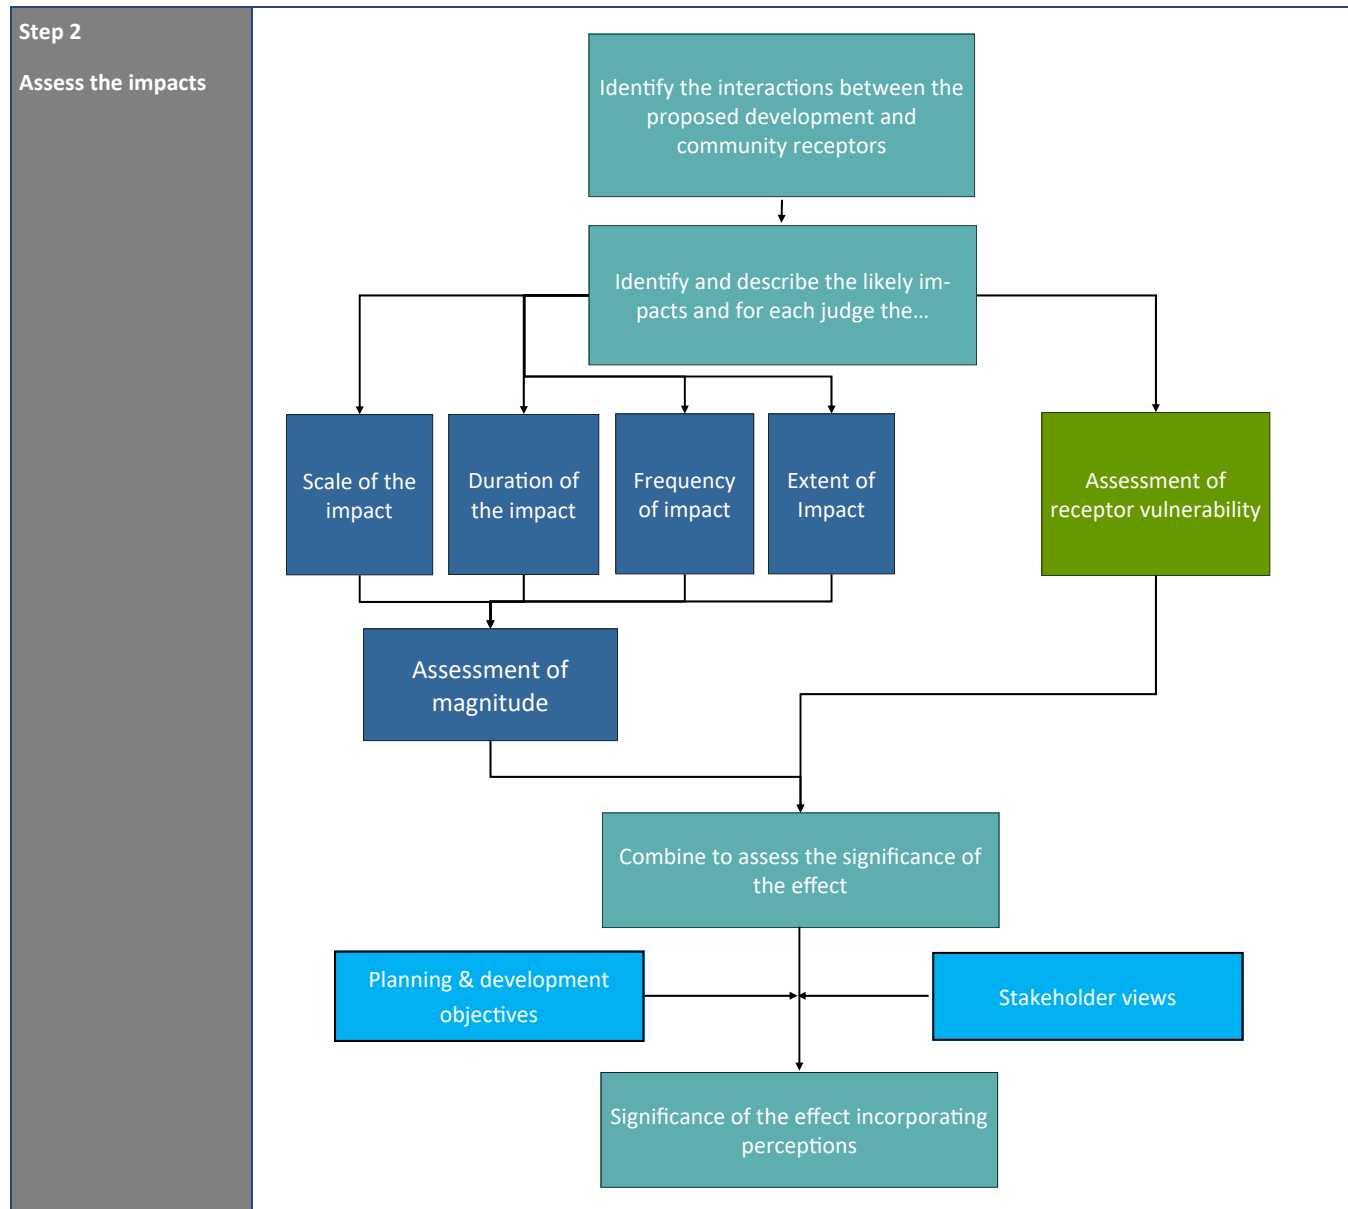 Step 2
Assess the impacts
Identify the interactions between the
proposed development and
community receptors
Identify and describe the likely im-
pacts and for each judge the…
Scale of the
impact
Duration of
the impact
Frequency
of impact
Extent of
Impact
Assessment of
receptor vulnerability
Assessment of
magnitude
Combine to assess the significance of
the effect
Planning & development
objectives
Stakeholder views
Significance of the effect incorporating
perceptions